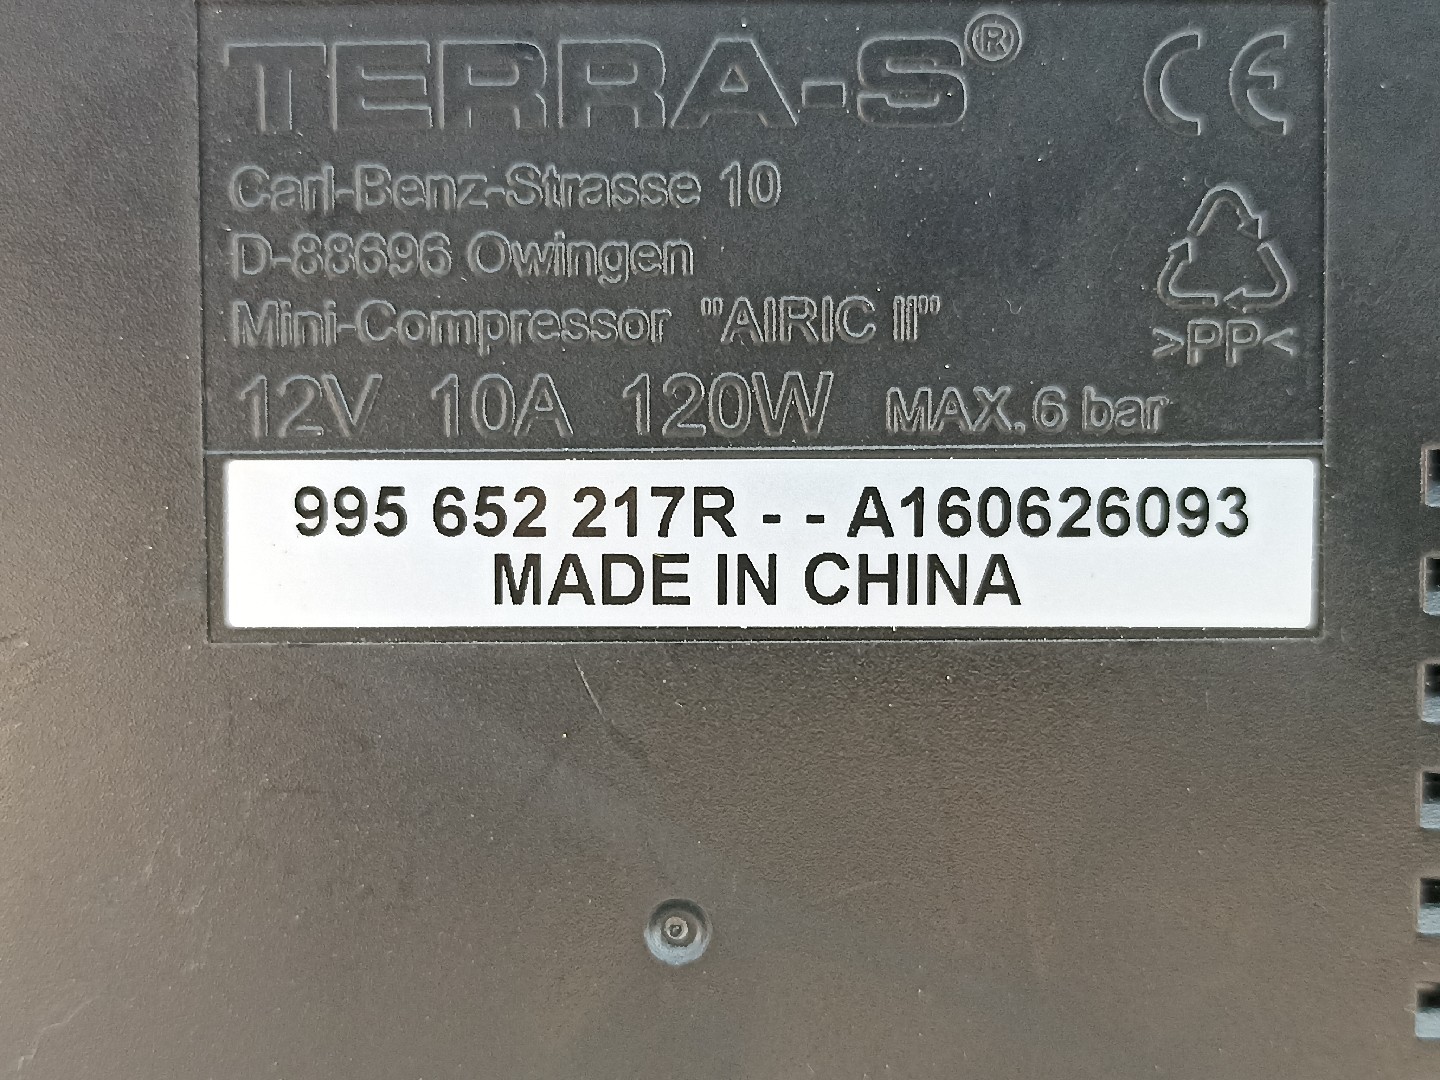 TERRA-S® CE
Carl-Benz-Strasse 10
D-88696 Owingen
Mini-Compressor "AIRIC II"
>PP<
12V 10A 120W MAX. 6 bar
995 652 217R - - A160626093
MADE IN CHINA